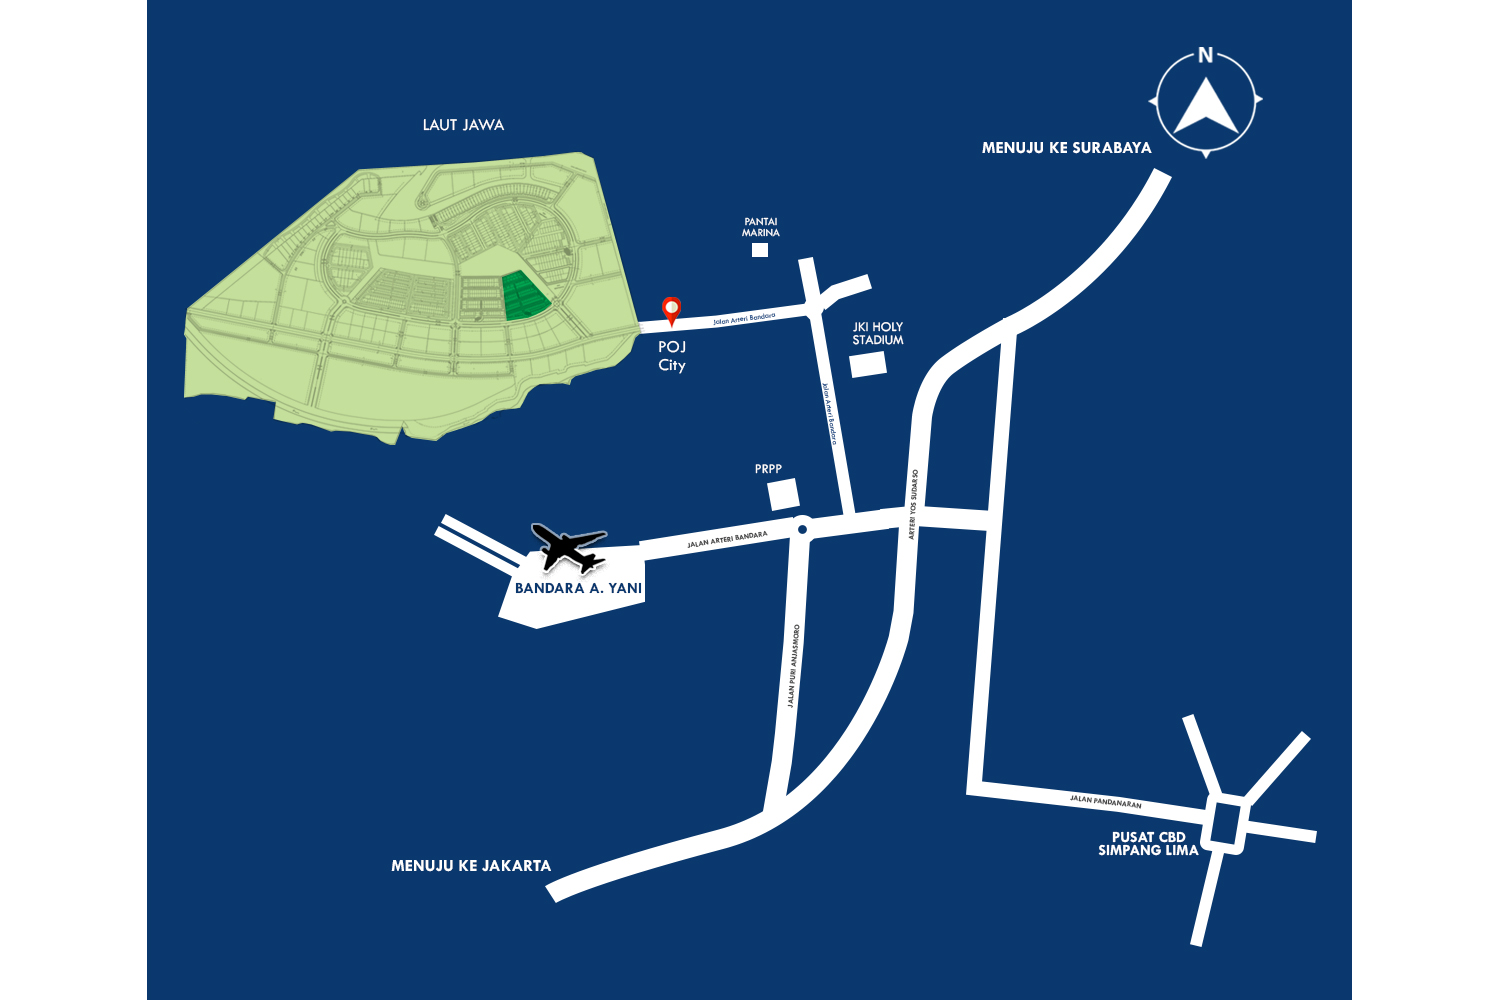 N
LAUT JAWA
MENUJU KE SURABAYA
PANTAI
MARINA
Jalan Arteri Bandara
JKI HOLY
STADIUM
POJ
City
Jalan Arteri Bandara
PRPP
ARTERI YOS SUDARSO
JALAN ARTERI BANDARA
BANDARA A. YANI
JALAN PURI ANJASMORO
JALAN PANDANARAN
PUSAT CBD
SIMPANG LIMA
MENUJU KE JAKARTA